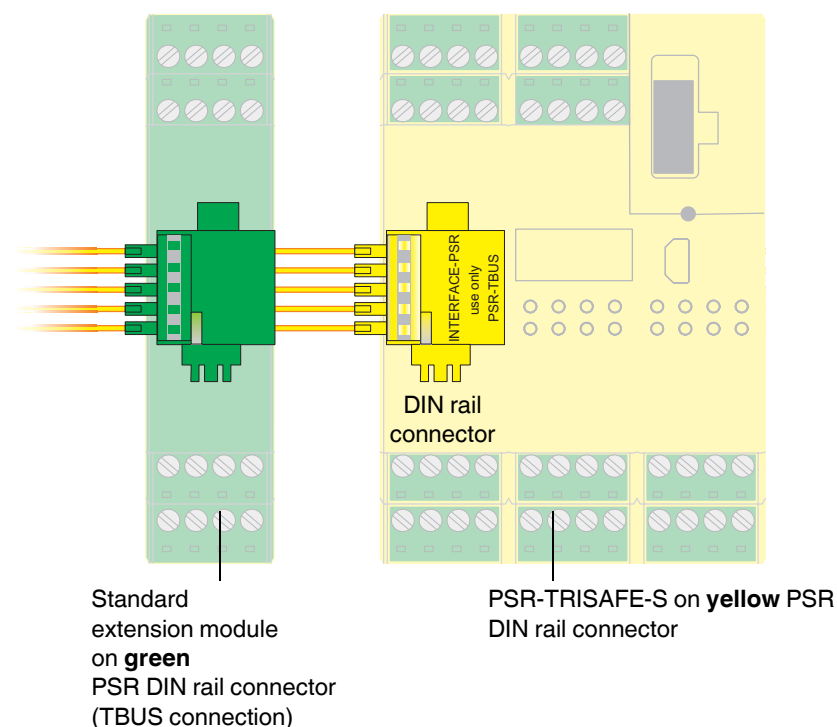 INTERFACE-PSR
use only
PSR-TBUS
DIN rail
connector
Standard
extension module
on green
PSR DIN rail connector
(TBUS connection)
PSR-TRISAFE-S on yellow PSR
DIN rail connector